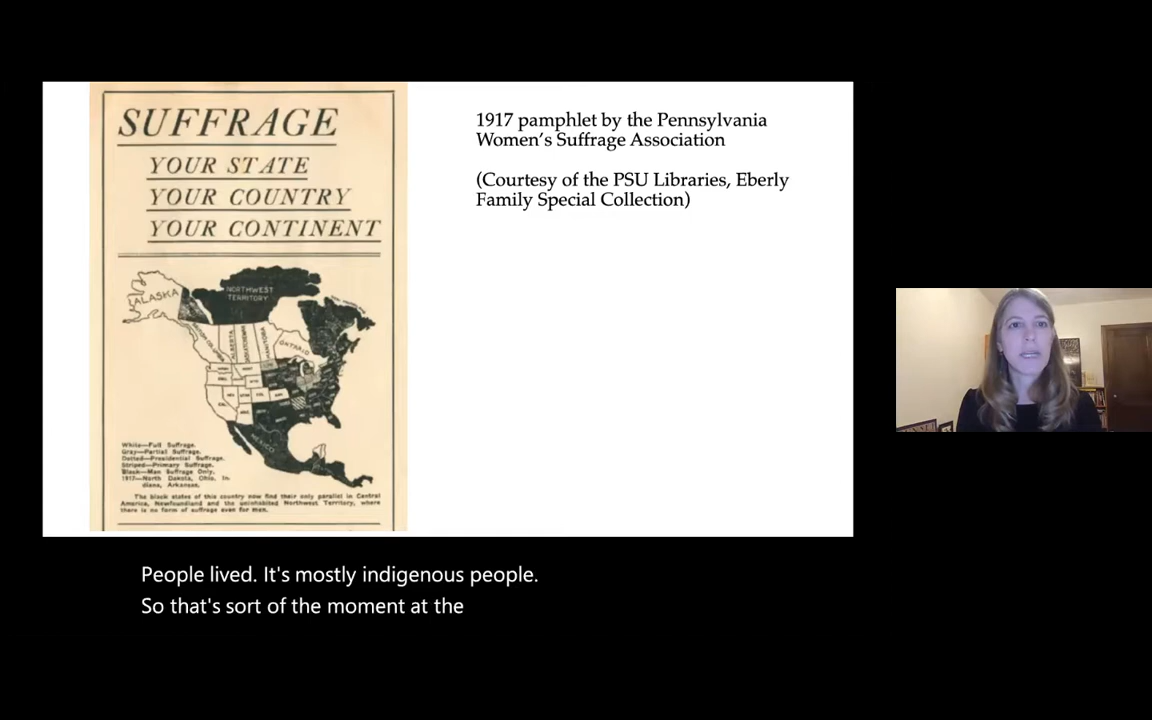 SUFFRAGE
YOUR STATE
YOUR COUNTRY
YOUR CONTINENT
ALASKA
NORTHWEST
TERRITORY
ALBERTA
SASKATCHEWAN
MANITOBA
ONTARIO
MEXICO
White—Full Suffrage.
Gray—Partial Suffrage.
Dotted—Presidential Suffrage.
Striped—Primary Suffrage.
Black—Man Suffrage Only.
1917—North Dakota, Ohio, In-
diana, Arkansas.
The black states of this country now find their only parallel in Central
America, Newfoundland and the uninhabited Northwest Territory, where
there is no form of suffrage even for men.
1917 pamphlet by the Pennsylvania
Women's Suffrage Association
(Courtesy of the PSU Libraries, Eberly
Family Special Collection)
People lived. It's mostly indigenous people.
So that's sort of the moment at the